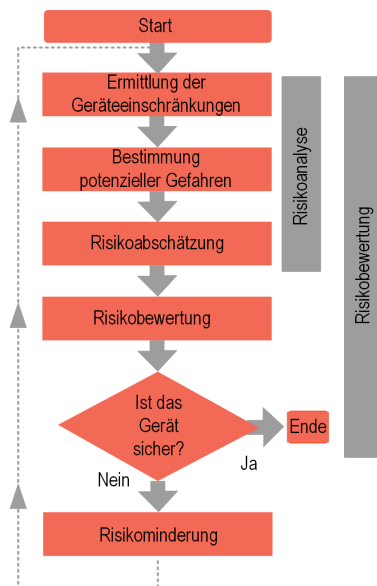 Start
Ermittlung der
Geräteeinschränkungen
Bestimmung
potenzieller Gefahren
Risikoabschätzung
Risikobewertung
Ist das
Gerät
sicher?
Ja
Ende
Nein
Risikominderung
Risikoanalyse
Risikobewertung